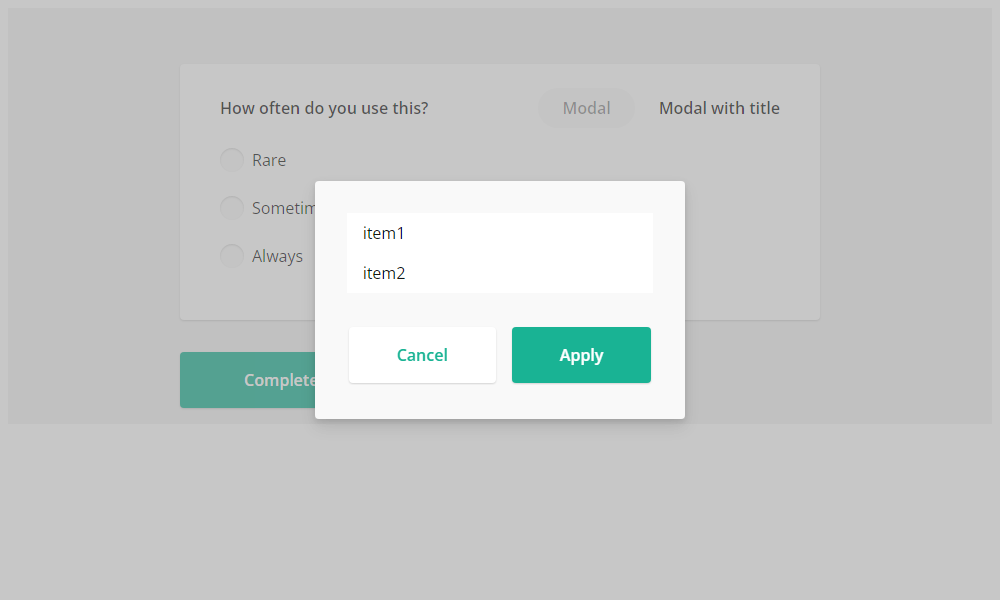 How often do you use this?
Modal
Modal with title
Rare
Sometim
Always
item1
item2
Cancel
Apply
Complete